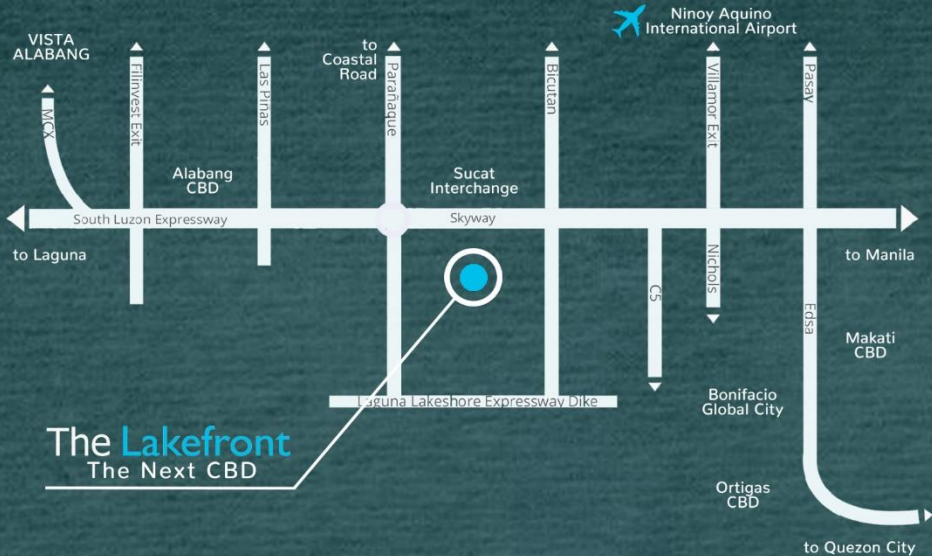 Ninoy Aquino
International Airport
VISTA
ALABANG
to
Coastal
Road
MCX
Filinvest Exit
Las Piñas
Parañaque
Bicutan
Villamor Exit
Pasay
Alabang
CBD
Sucat
Interchange
South Luzon Expressway
Skyway
to Laguna
to Manila
C5
Nichols
Edsa
Makati
CBD
Laguna Lakeshore Expressway Dike
Bonifacio
Global City
The Lakefront
The Next CBD
Ortigas
CBD
to Quezon City